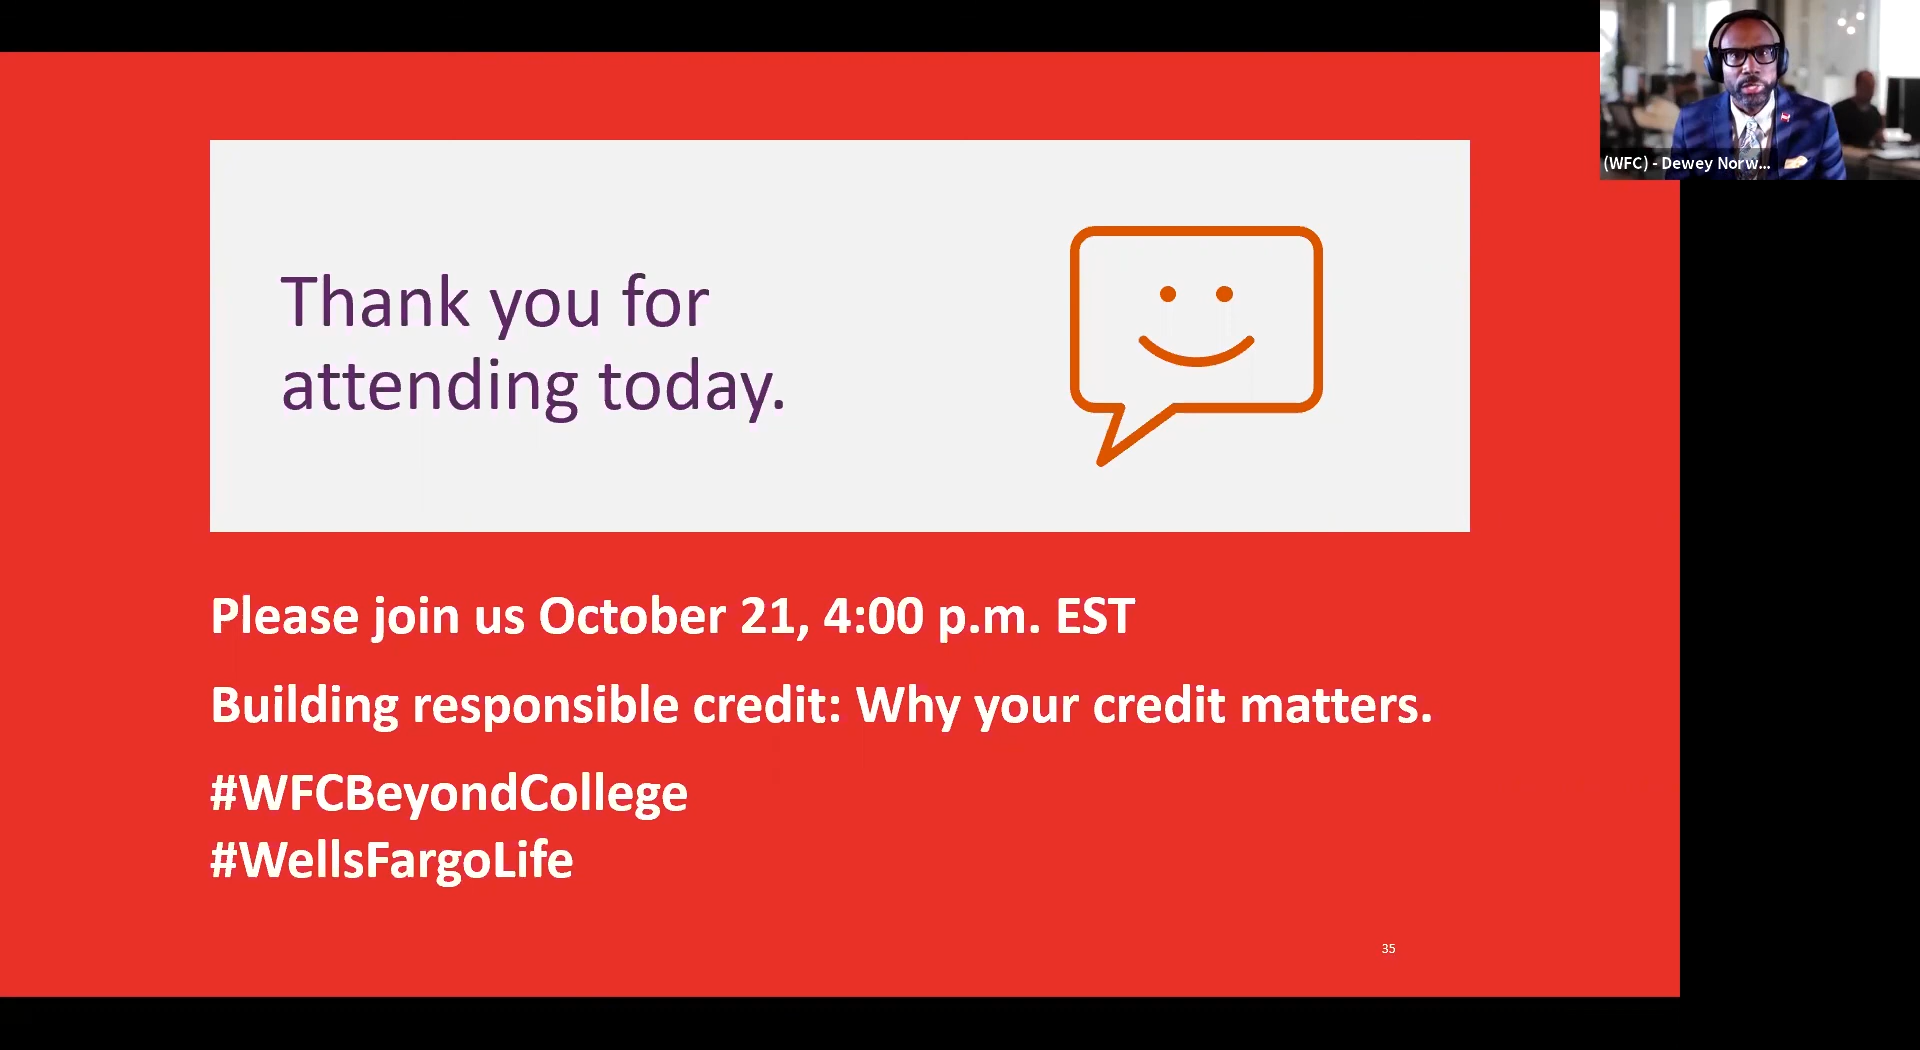 (WFC) - Dewey Norw...
Thank you for
attending today.
Please join us October 21, 4:00 p.m. EST
Building responsible credit: Why your credit matters.
#WFCBeyondCollege
#WellsFargoLife
35